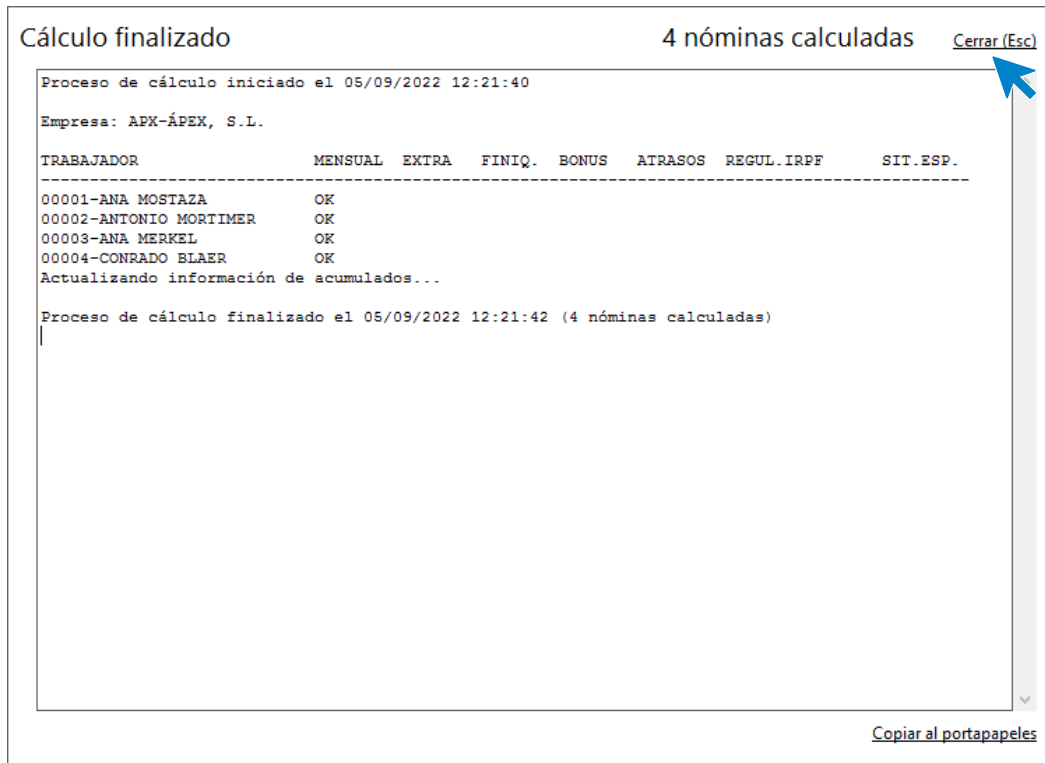 Cálculo finalizado 4 nóminas calculadas Cerrar (Esc)
Proceso de cálculo iniciado el 05/09/2022 12:21:40
Empresa: APX-ÁPEX, S.L.
TRABAJADOR MENSUAL EXTRA FINIQ. BONUS ATRASOS REGUL.IRPF SIT.ESP.
------------------------------------------------------------------------------------------------
00001-ANA MOSTAZA OK
00002-ANTONIO MORTIMER OK
00003-ANA MERKEL OK
00004-CONRADO BLAER OK
Actualizando información de acumulados...
Proceso de cálculo finalizado el 05/09/2022 12:21:42 (4 nóminas calculadas)
Copiar al portapapeles